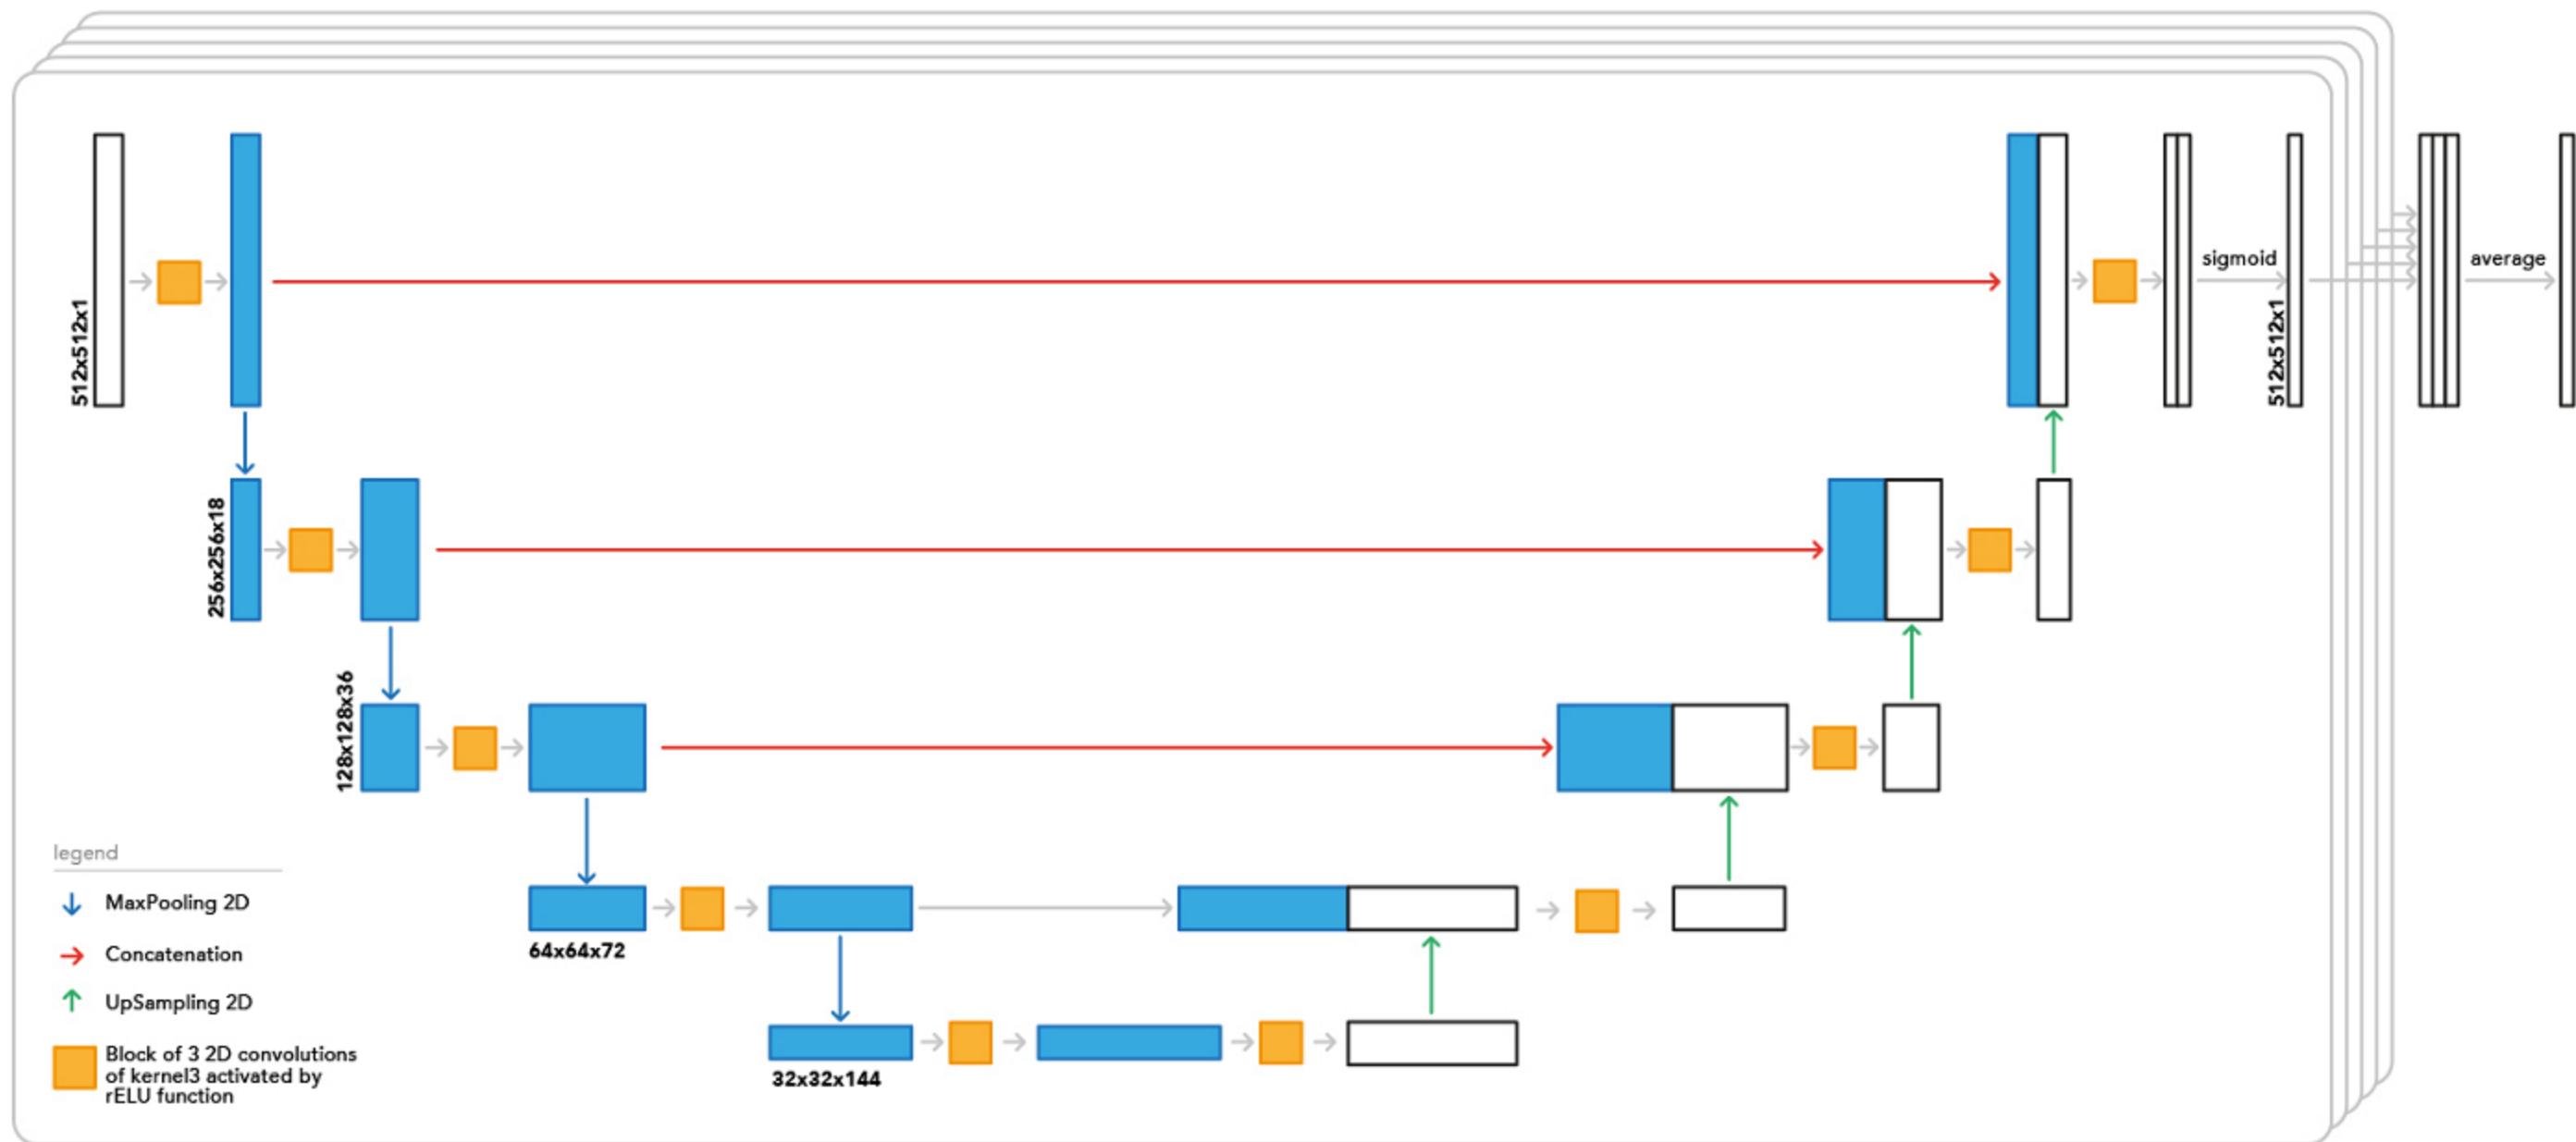 512x512x1
sigmoid
512x512x1
average
256x256x18
128x128x36
legend
MaxPooling 2D
Concatenation
UpSampling 2D
Block of 3 2D convolutions
of kernel3 activated by
rELU function
64x64x72
32x32x144